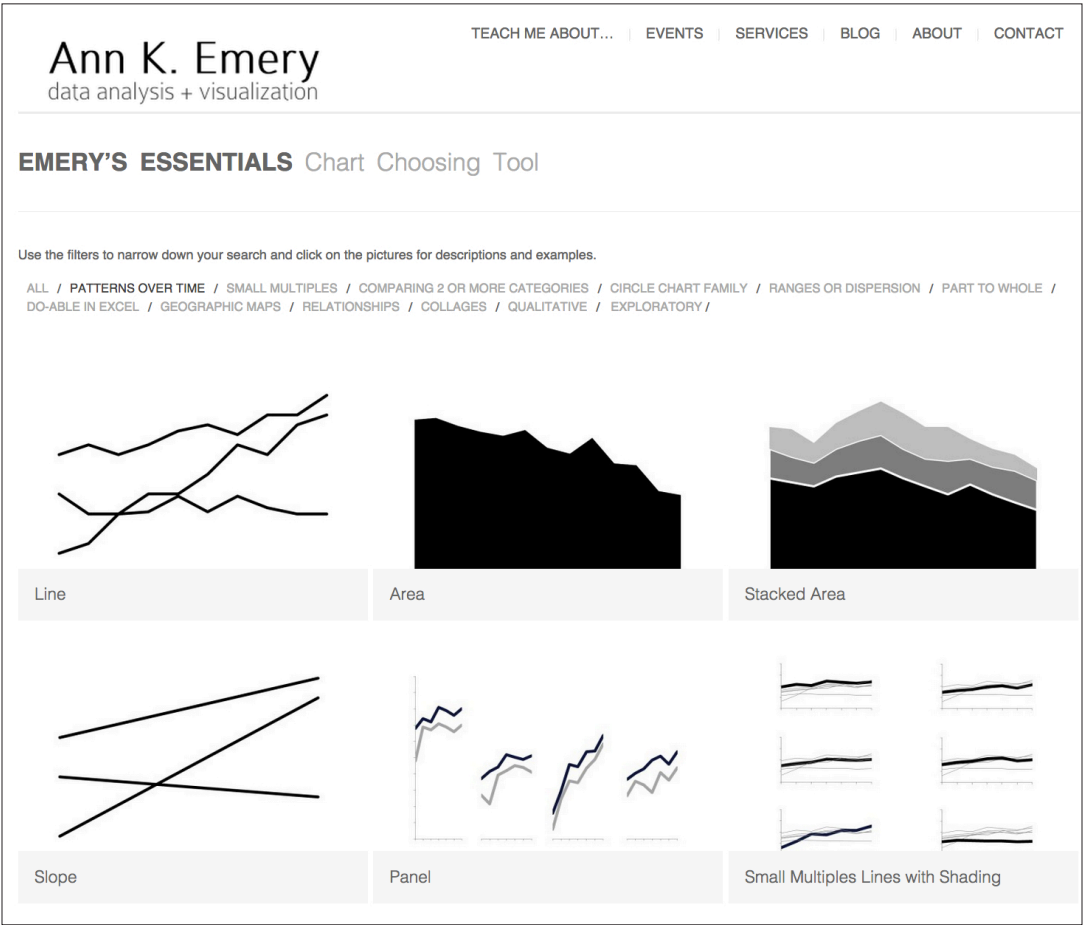 TEACH ME ABOUT... | EVENTS | SERVICES | BLOG | ABOUT | CONTACT
Ann K. Emery
data analysis + visualization
EMERY'S ESSENTIALS Chart Choosing Tool
Use the filters to narrow down your search and click on the pictures for descriptions and examples.
ALL / PATTERNS OVER TIME / SMALL MULTIPLES / COMPARING 2 OR MORE CATEGORIES / CIRCLE CHART FAMILY / RANGES OR DISPERSION / PART TO WHOLE /
DO-ABLE IN EXCEL / GEOGRAPHIC MAPS / RELATIONSHIPS / COLLAGES / QUALITATIVE / EXPLORATORY /
Line
Area
Stacked Area
Slope
Panel
Small Multiples Lines with Shading